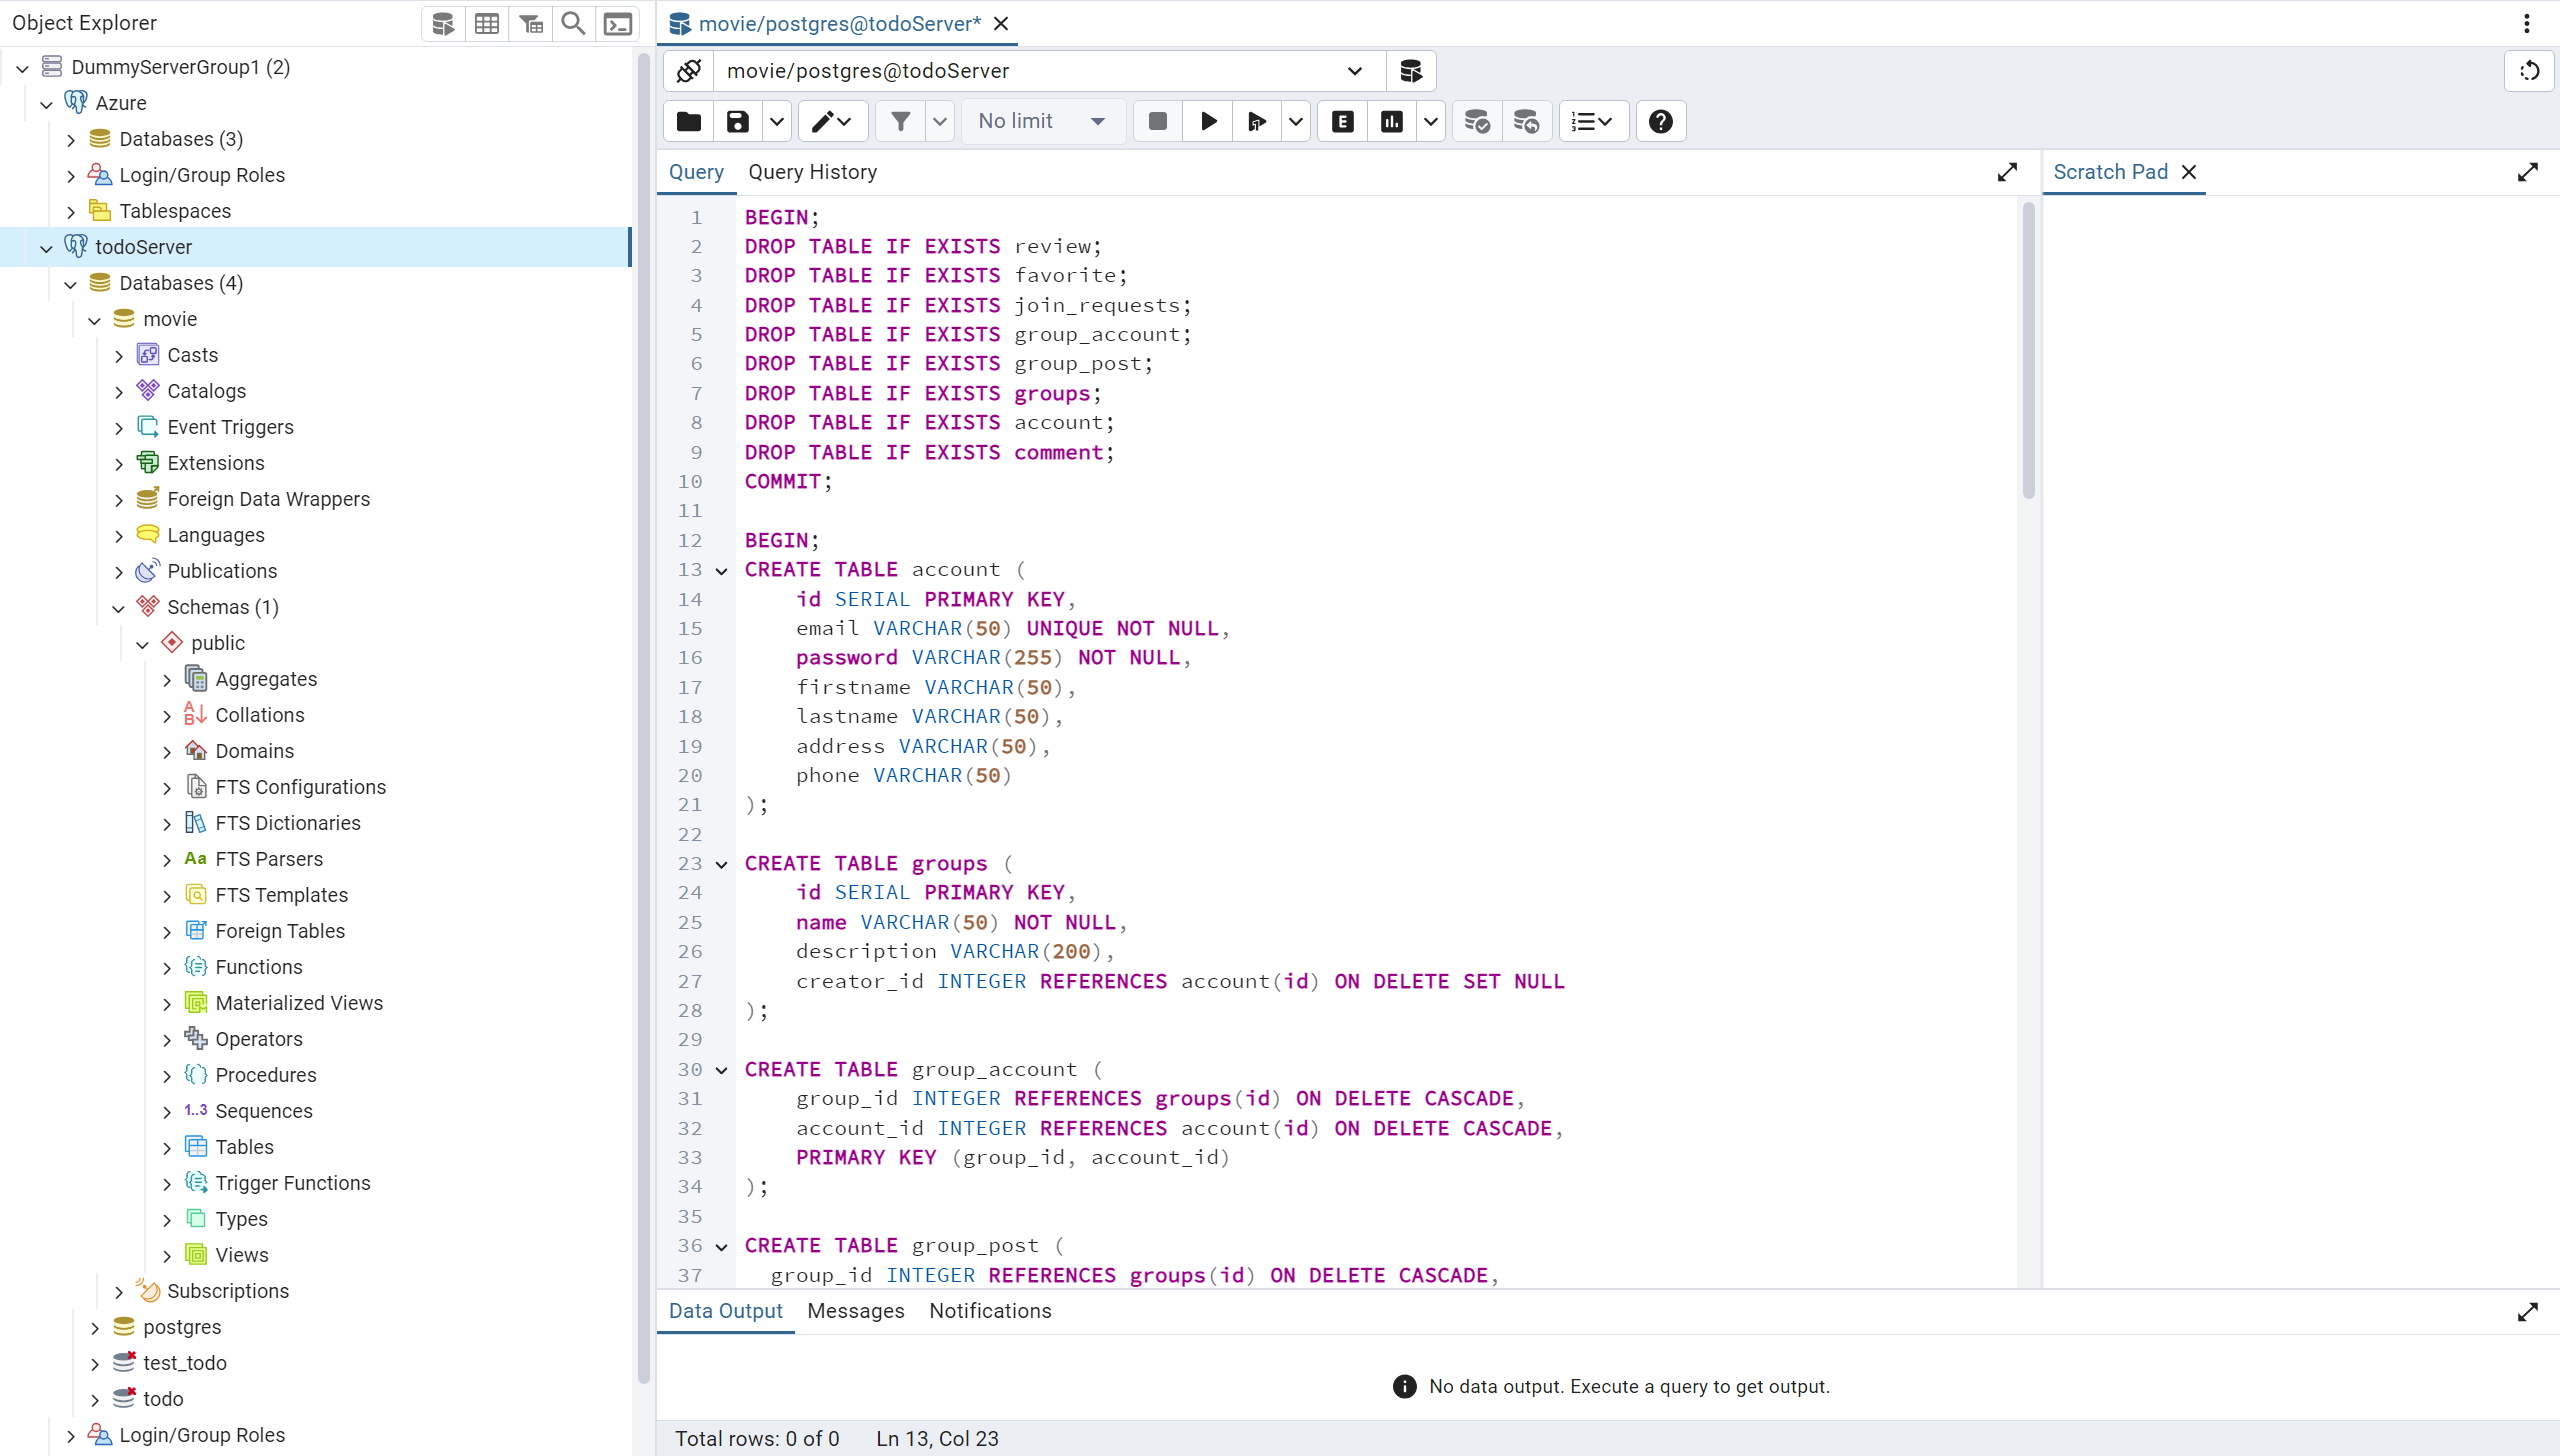 Object Explorer
DummyServerGroup1 (2)
Azure
Databases (3)
Login/Group Roles
Tablespaces
todoServer
Databases (4)
movie
Casts
Catalogs
Event Triggers
Extensions
Foreign Data Wrappers
Languages
Publications
Schemas (1)
public
Aggregates
Collations
Domains
FTS Configurations
FTS Dictionaries
Aa FTS Parsers
FTS Templates
Foreign Tables
Functions
Materialized Views
Operators
Procedures
1..3 Sequences
Tables
Trigger Functions
Types
Views
Subscriptions
postgres
test_todo
todo
Login/Group Roles
movie/postgres@todoServer*
movie/postgres@todoServer
No limit
E
Query Query History
1 BEGIN;
2 DROP TABLE IF EXISTS review;
3 DROP TABLE IF EXISTS favorite;
4 DROP TABLE IF EXISTS join_requests;
5 DROP TABLE IF EXISTS group_account;
6 DROP TABLE IF EXISTS group_post;
7 DROP TABLE IF EXISTS groups;
8 DROP TABLE IF EXISTS account;
9 DROP TABLE IF EXISTS comment;
10 COMMIT;
11
12 BEGIN;
13 CREATE TABLE account (
14 id SERIAL PRIMARY KEY,
15 email VARCHAR(50) UNIQUE NOT NULL,
16 password VARCHAR(255) NOT NULL,
17 firstname VARCHAR(50),
18 lastname VARCHAR(50),
19 address VARCHAR(50),
20 phone VARCHAR(50)
21 );
22
23 CREATE TABLE groups (
24 id SERIAL PRIMARY KEY,
25 name VARCHAR(50) NOT NULL,
26 description VARCHAR(200),
27 creator_id INTEGER REFERENCES account(id) ON DELETE SET NULL
28 );
29
30 CREATE TABLE group_account (
31 group_id INTEGER REFERENCES groups(id) ON DELETE CASCADE,
32 account_id INTEGER REFERENCES account(id) ON DELETE CASCADE,
33 PRIMARY KEY (group_id, account_id)
34 );
35
36 CREATE TABLE group_post (
37 group_id INTEGER REFERENCES groups(id) ON DELETE CASCADE,
Scratch Pad
Data Output Messages Notifications
No data output. Execute a query to get output.
Total rows: 0 of 0 Ln 13, Col 23